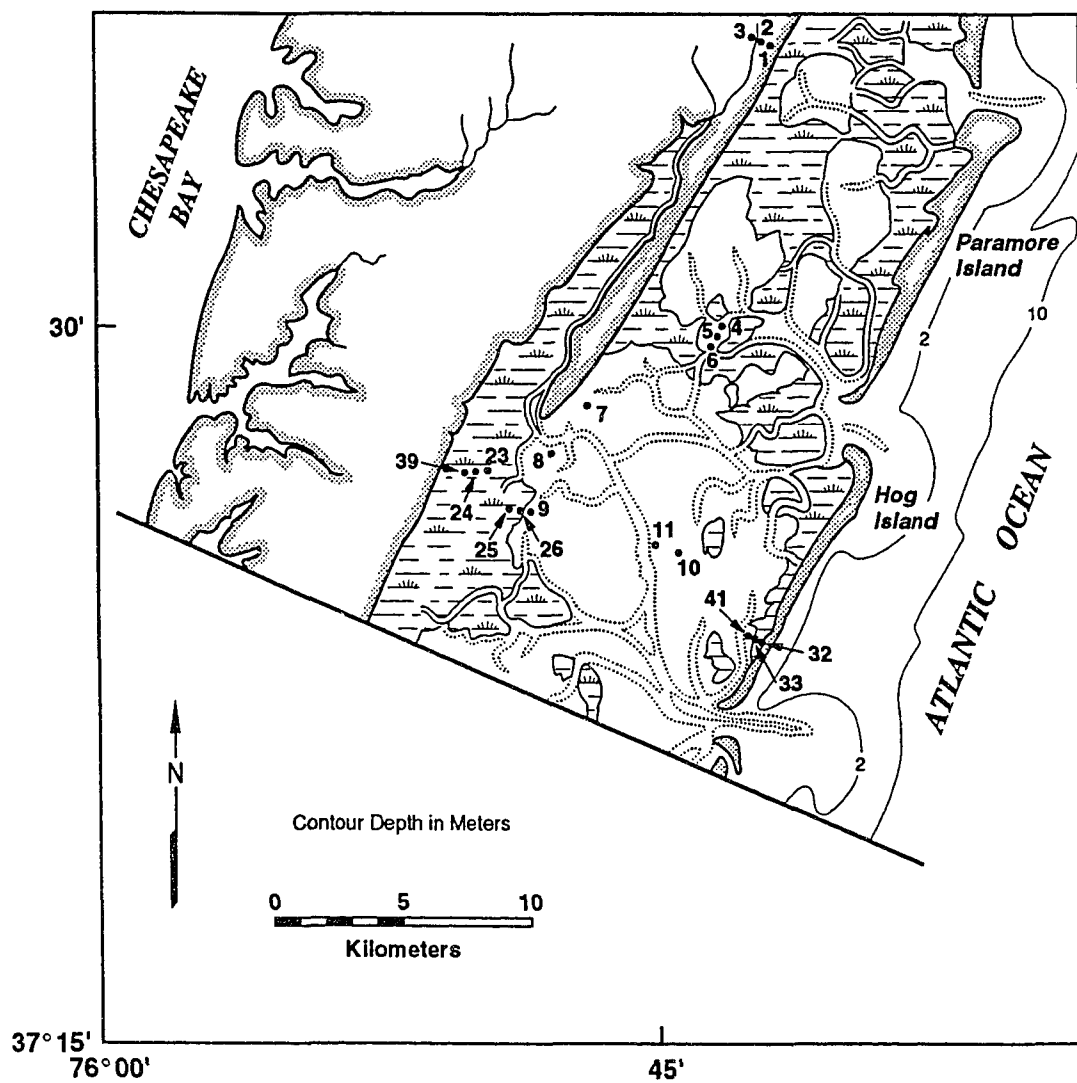 3 2
1
CHESAPEAKE
BAY
Paramore
Island
30'
5 4
6
2
10
7
39
23
8
24
9
25
26
Hog
Island
11
10
ATLANTIC OCEAN
41
32
33
2
N
Contour Depth in Meters
0 5 10
Kilometers
37° 15'
76° 00'
45'